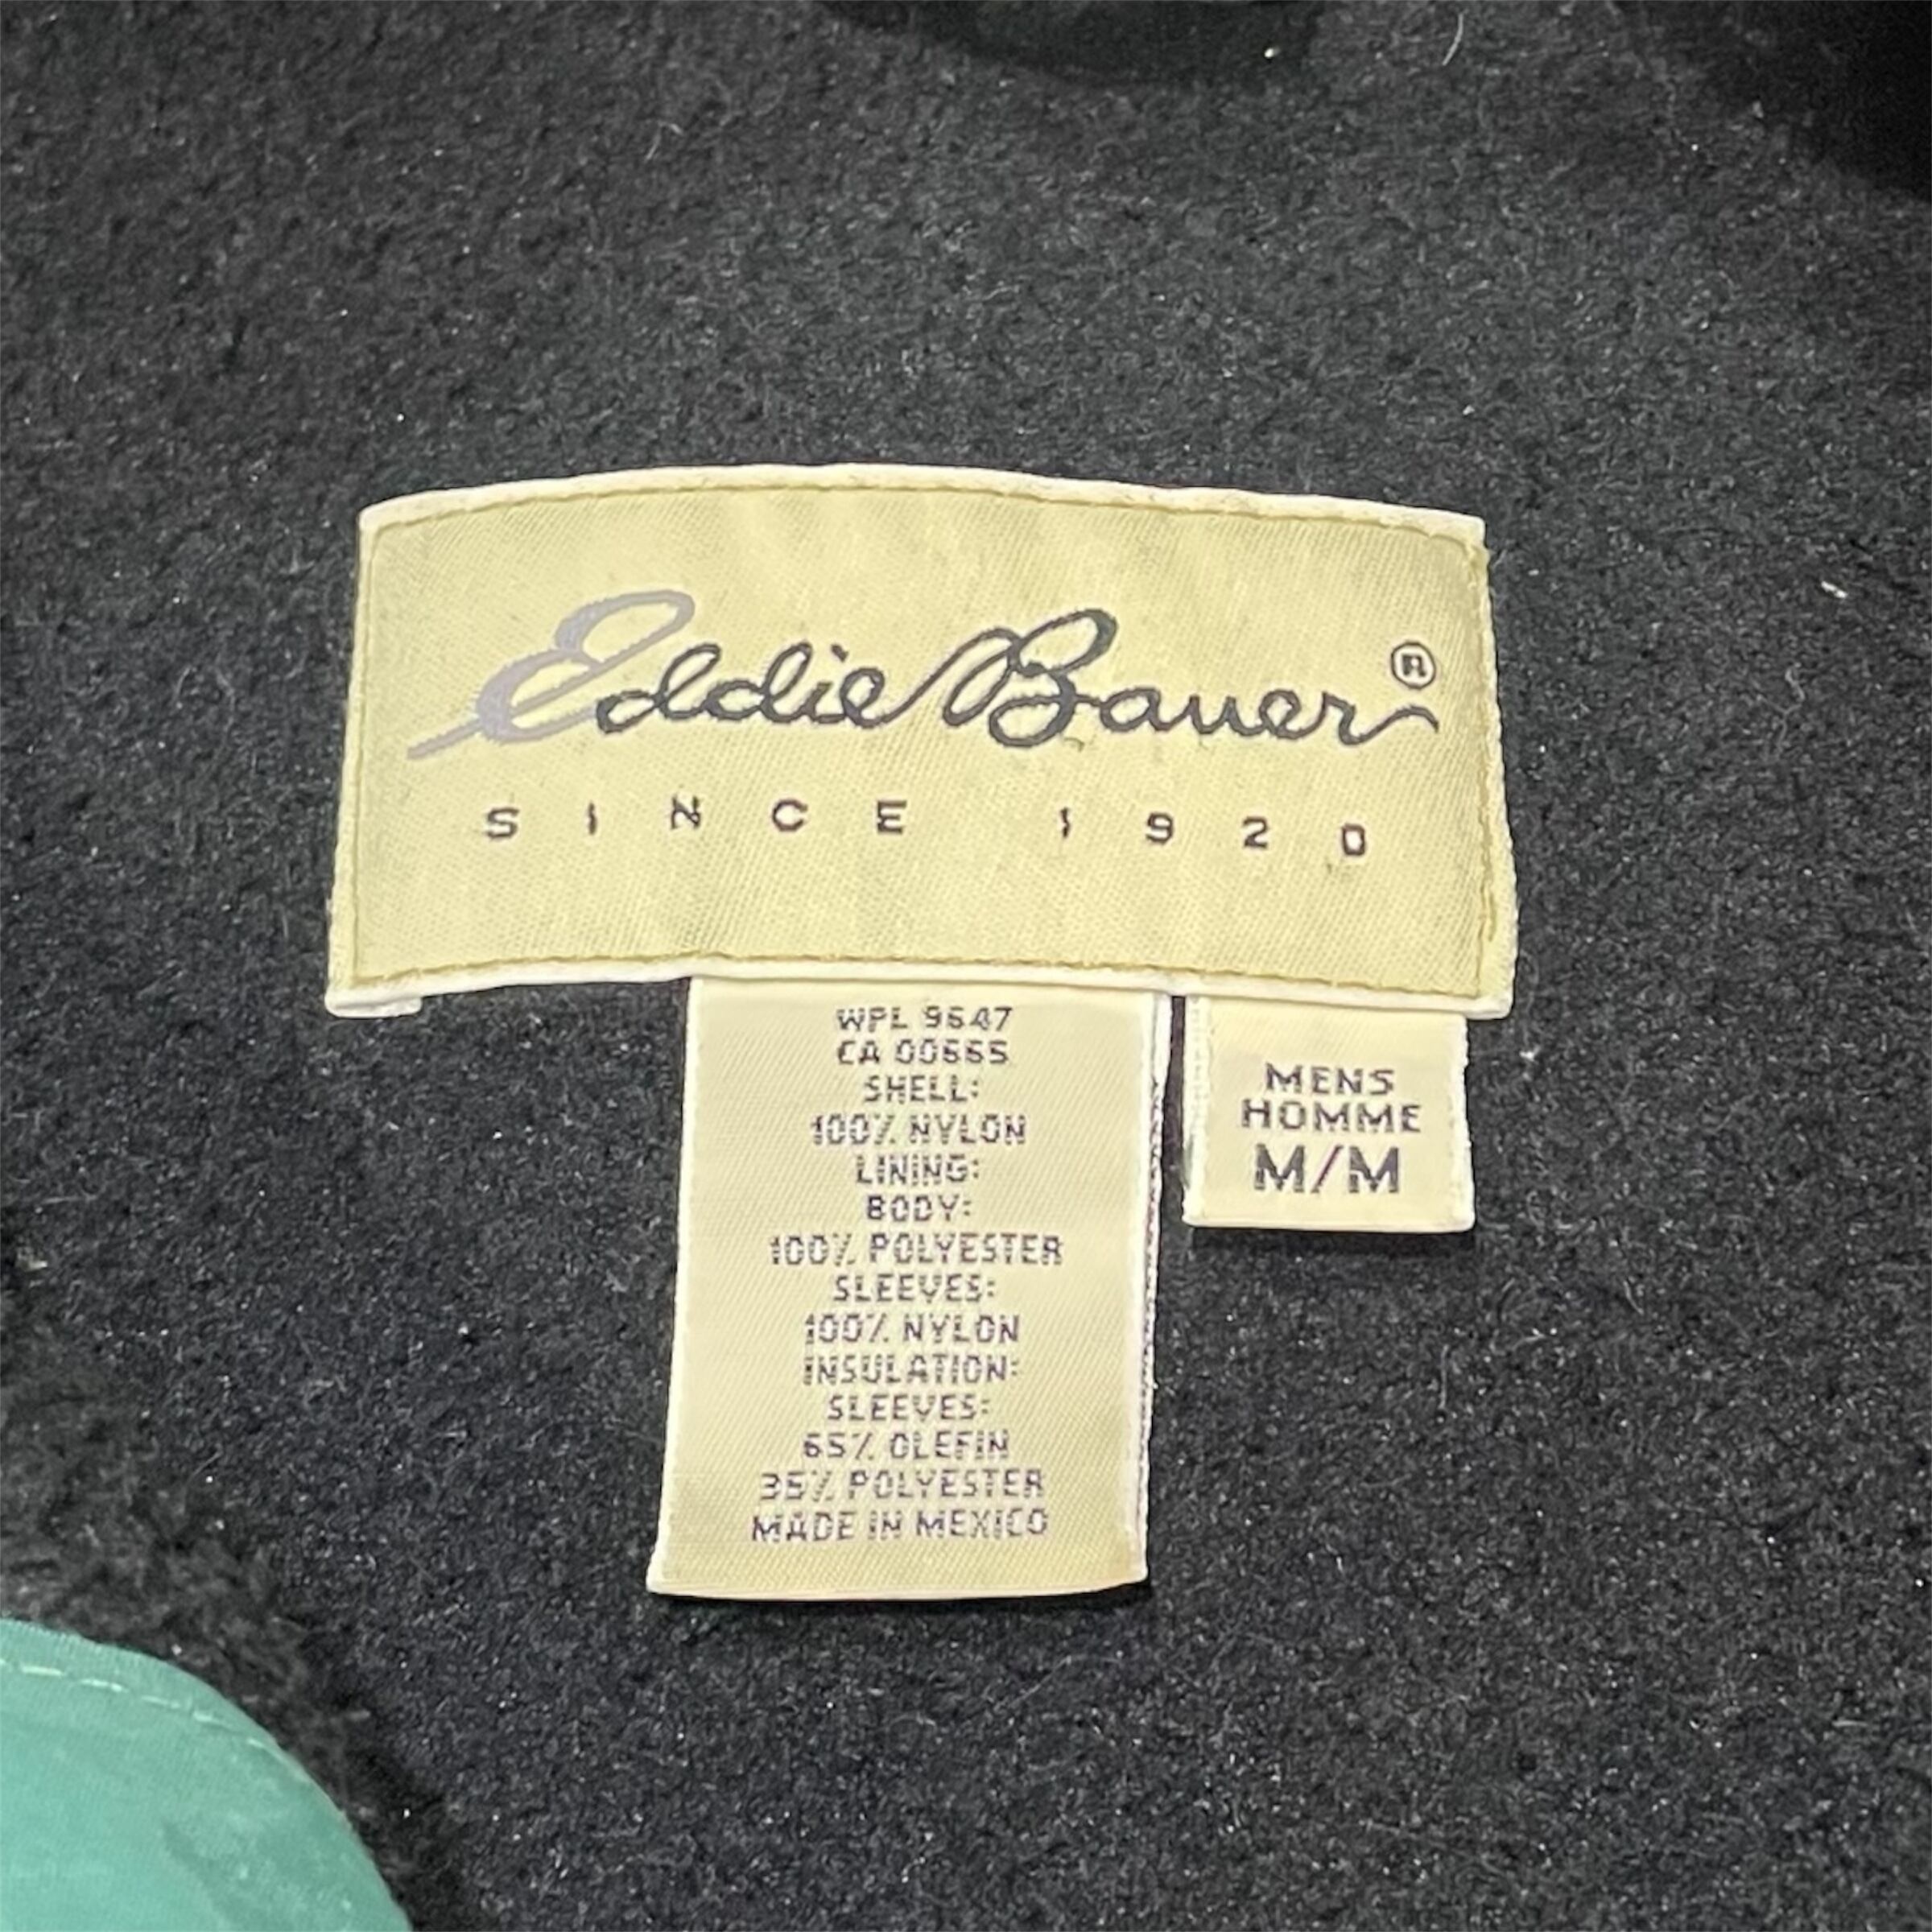 Eddie Bauer®
SINCE 1920
WPL 9647
CA 00665
SHELL:
100% NYLON
LINING:
BODY:
100% POLYESTER
SLEEVES:
100% NYLON
INSULATION:
SLEEVES:
65% OLEFIN
35% POLYESTER
MADE IN MEXICO
MENS
HOMME
M/M